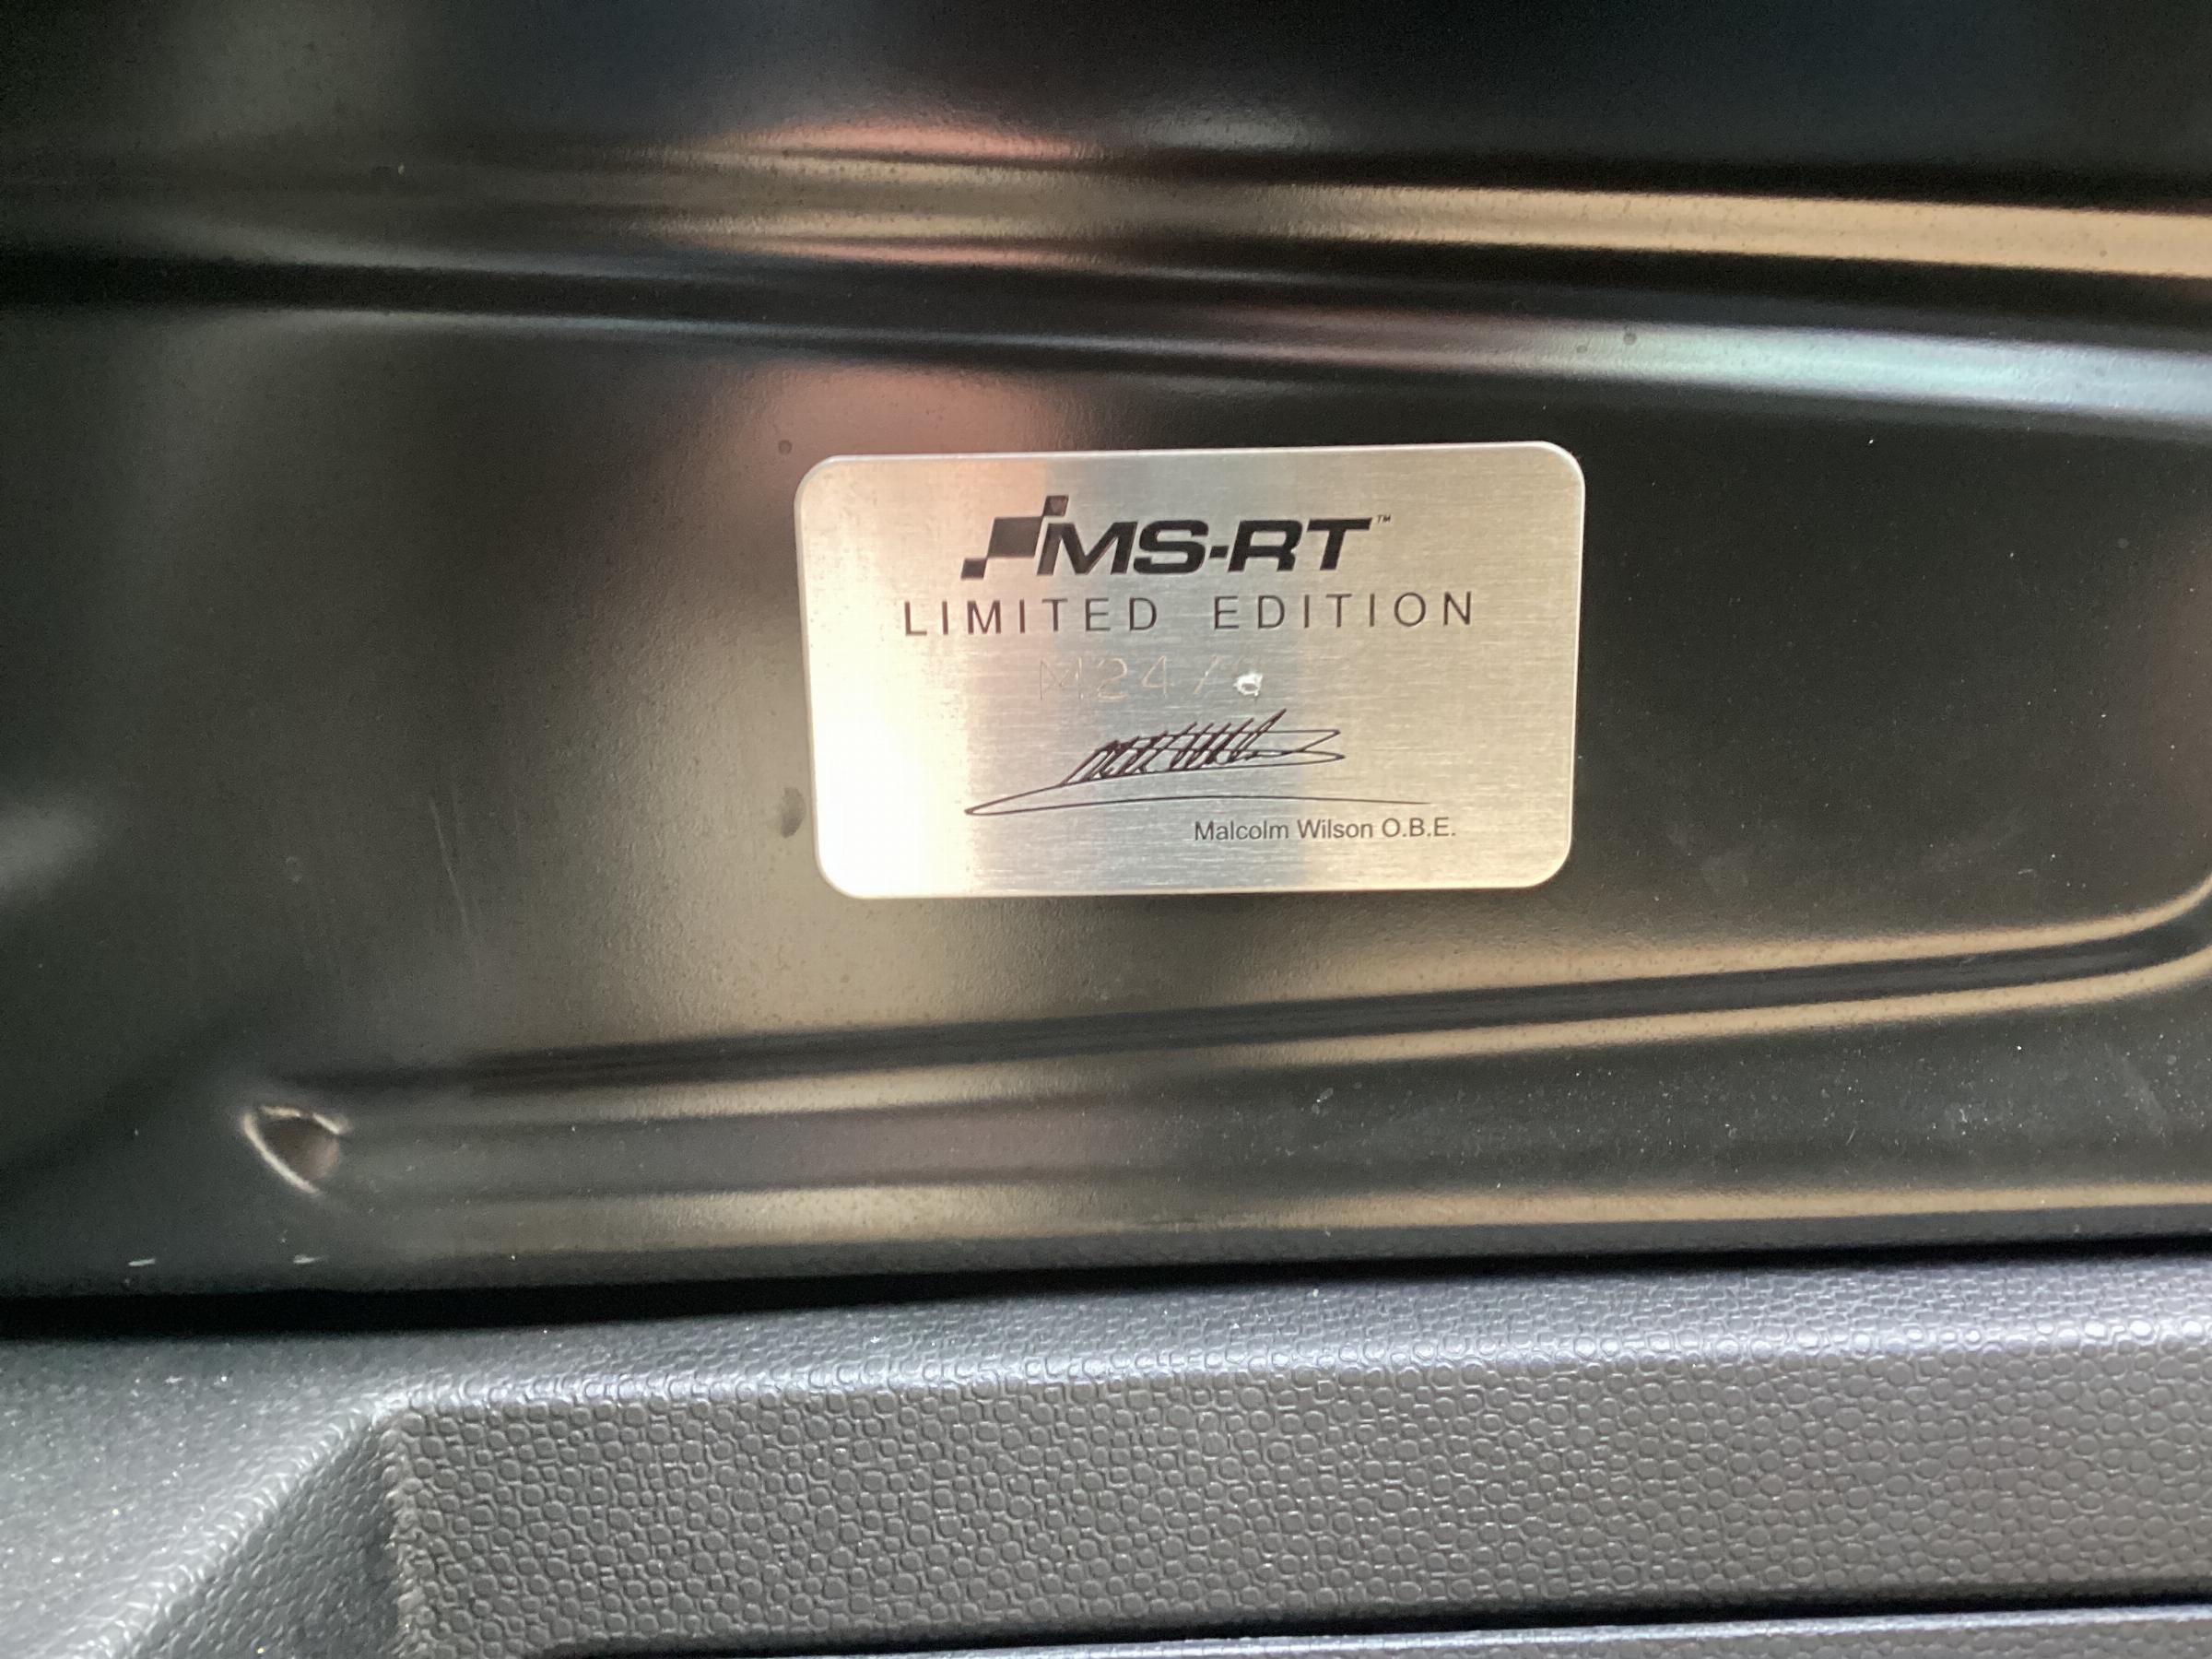 MS-RT™
LIMITED EDITION
Malcolm Wilson O.B.E.